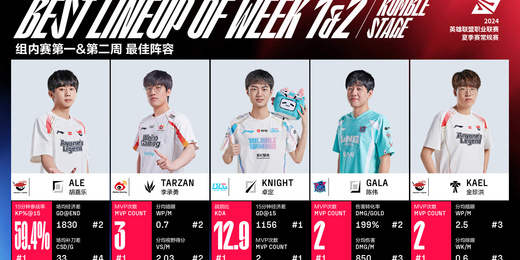 BEST LINEUP OF WEEK 1&2 / RUMBLE STAGE
2024
英雄联盟职业联赛
夏季赛常规赛
组内赛第一&第二周 最佳阵容
ALE
胡嘉乐
TARZAN
李承勇
KNIGHT
卓定
GALA
陈伟
KAEL
金珍洪
15分钟参战率
KP%@15
59.4%
#1
场均经济差
GD@END
1830 #2
场均补刀差
CSD/G
33 #4
MVP次数
MVP COUNT
3
#1
分均插眼
WP/M
0.7 #2
分均视野得分
VS/M
2.03 #2
战损比
KDA
12.9
#1
15分钟经济差
GD@15
1156 #1
MVP次数
MVP COUNT
2
#2
MVP次数
MVP COUNT
2
#1
伤害转化率
DMG/GOLD
199% #2
分均伤害
DMG/M
850 #3
MVP次数
MVP COUNT
2
#1
分均插眼
WP/M
2.5 #3
分均排眼
WK/M
0.6 #3